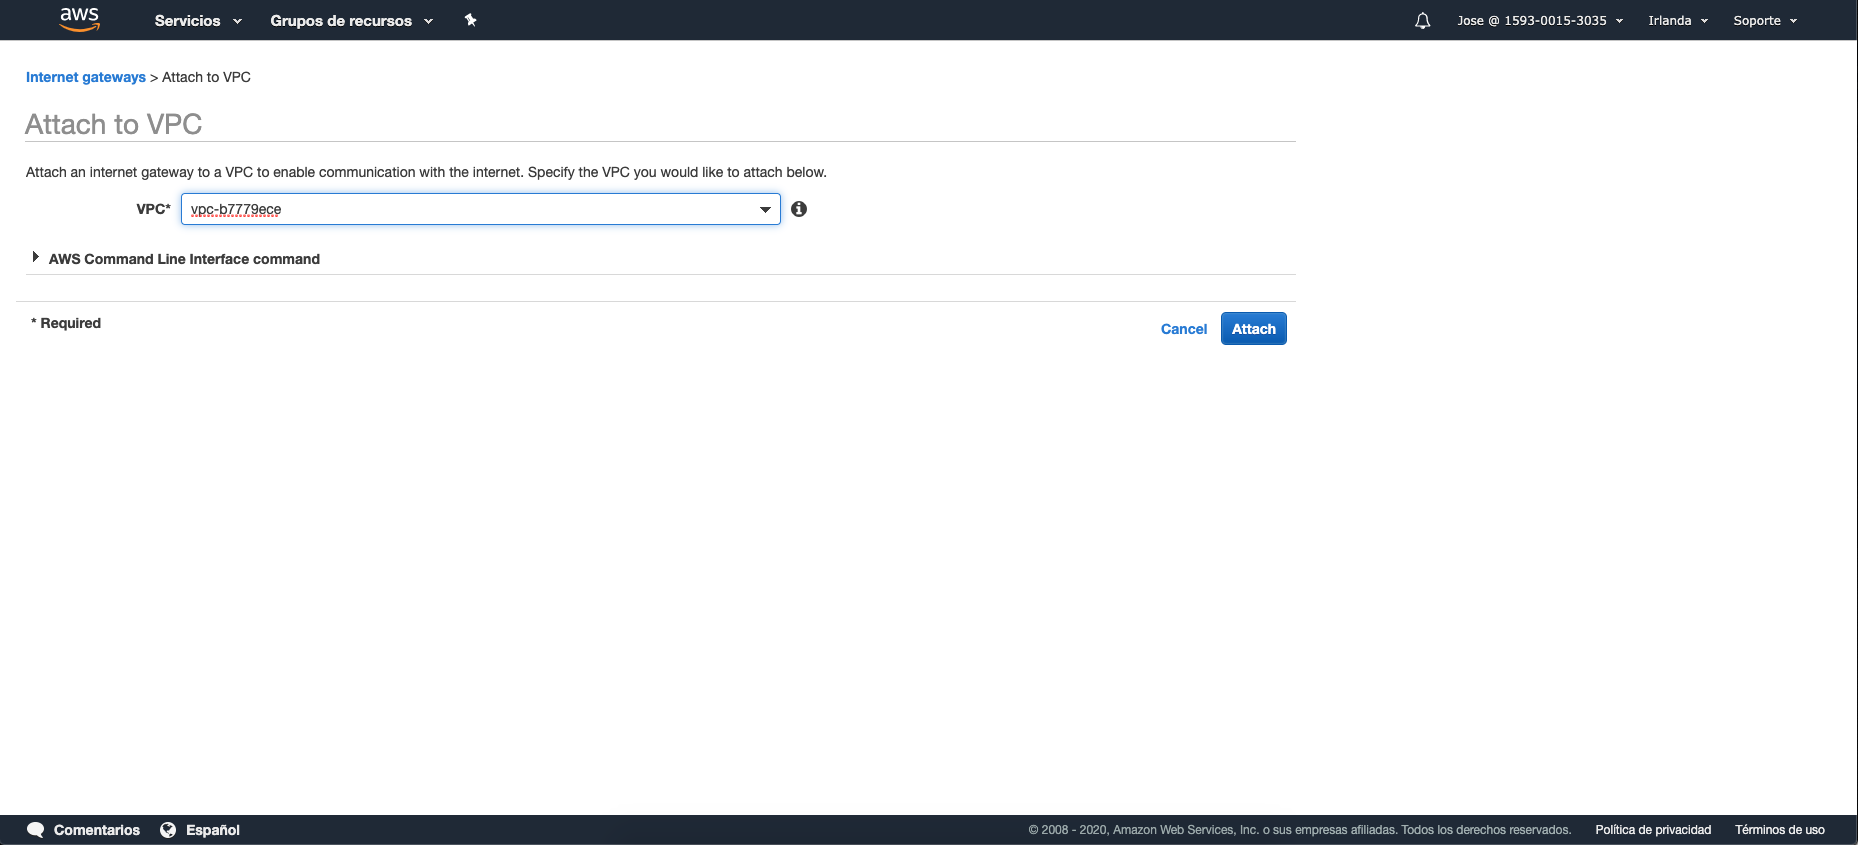 aws Servicios Grupos de recursos Jose @ 1593-0015-3035 Irlanda Soporte
Internet gateways > Attach to VPC
Attach to VPC
Attach an internet gateway to a VPC to enable communication with the internet. Specify the VPC you would like to attach below.
VPC* vpc-b7779ece
AWS Command Line Interface command
* Required
Cancel Attach
Comentarios Español © 2008 - 2020, Amazon Web Services, Inc. o sus empresas afiliadas. Todos los derechos reservados. Política de privacidad Términos de uso